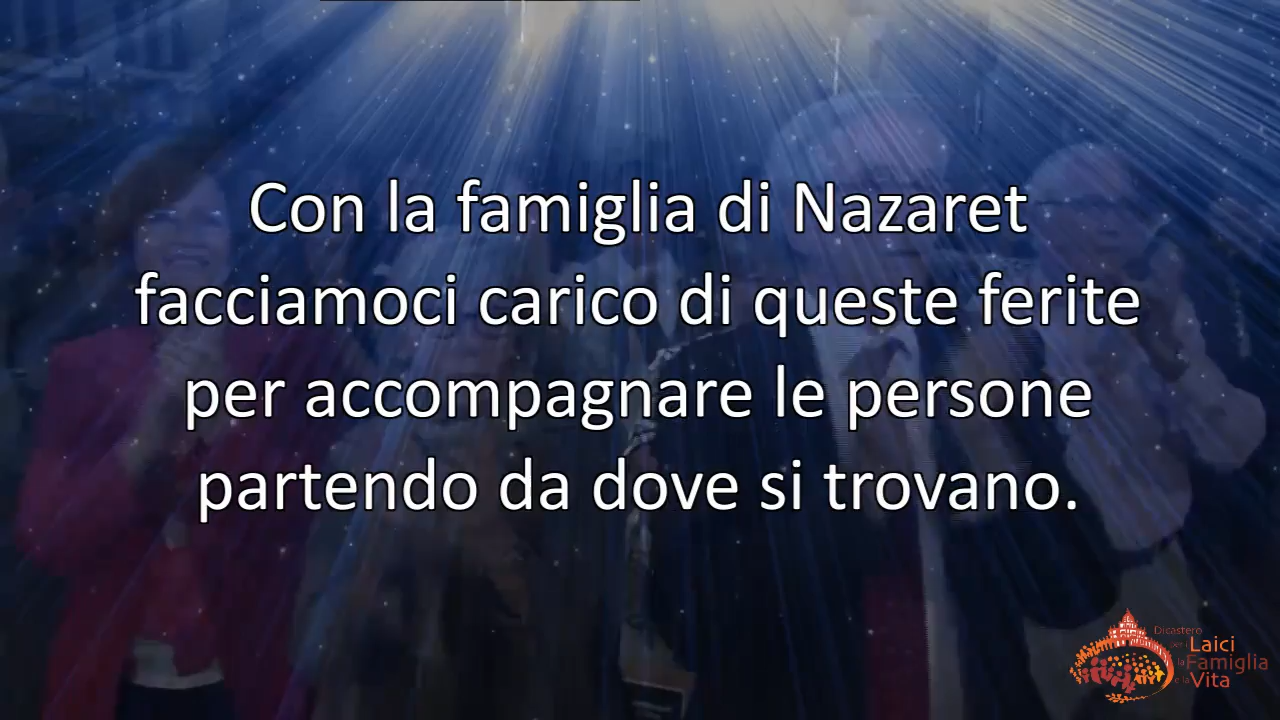 Con la famiglia di Nazaret
facciamoci carico di queste ferite
per accompagnare le persone
partendo da dove si trovano.
Dicastero
per i Laici
la Famiglia
e la Vita